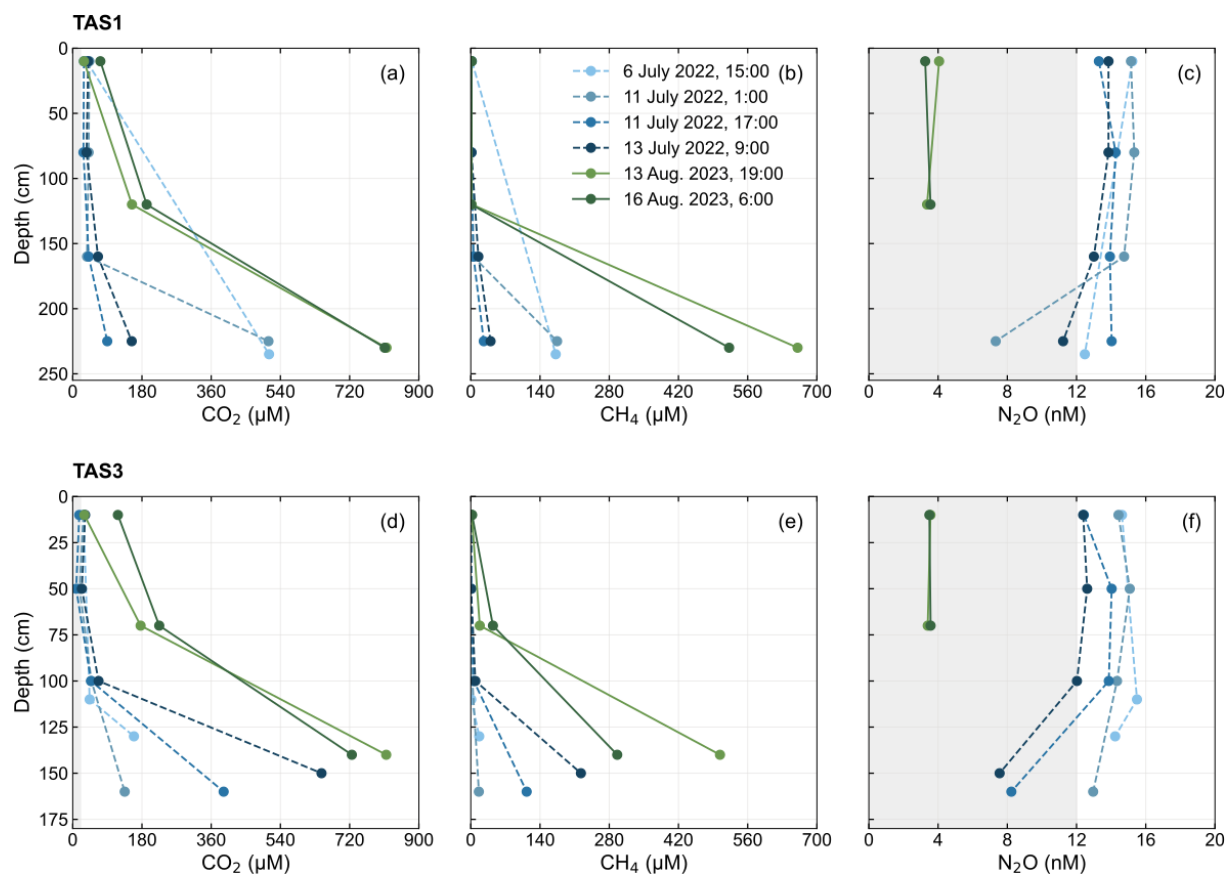 TAS1
(a)
0
50
100
150
200
250
Depth (cm)
0 180 360 540 720 900
CO₂ (µM)
(b)
6 July 2022, 15:00
11 July 2022, 1:00
11 July 2022, 17:00
13 July 2022, 9:00
13 Aug. 2023, 19:00
16 Aug. 2023, 6:00
0 140 280 420 560 700
CH₄ (µM)
(c)
0 4 8 12 16 20
N₂O (nM)
TAS3
(d)
0
25
50
75
100
125
150
175
Depth (cm)
0 180 360 540 720 900
CO₂ (µM)
(e)
0 140 280 420 560 700
CH₄ (µM)
(f)
0 4 8 12 16 20
N₂O (nM)